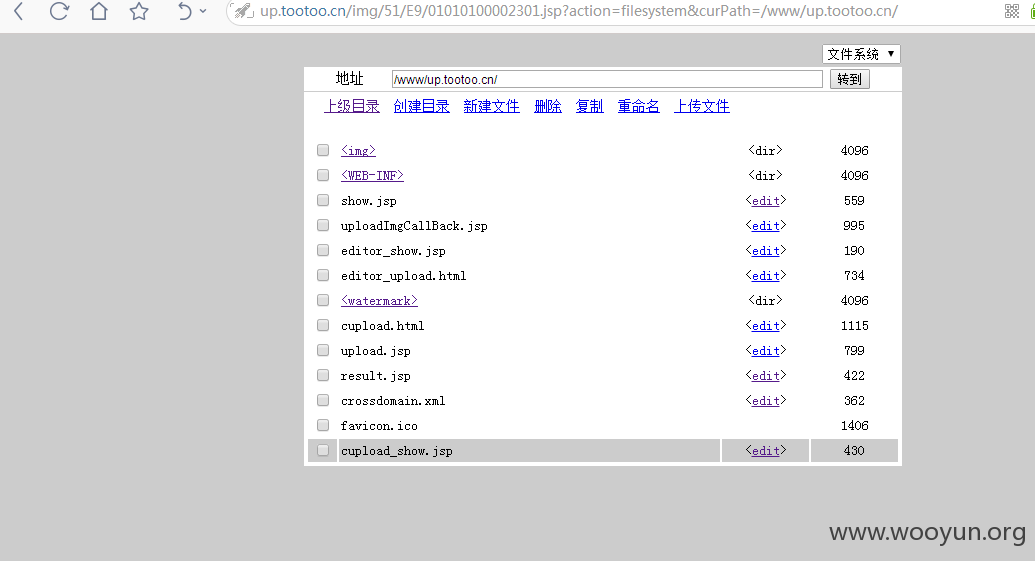 up.tootoo.cn/img/51/E9/01010100002301.jsp?action=filesystem&curPath=/www/up.tootoo.cn/
文件系统 ▼
地址 /www/up.tootoo.cn/ 转到
上级目录 创建目录 新建文件 删除 复制 重命名 上传文件
<img> <dir> 4096
<WEB-INF> <dir> 4096
show.jsp <edit> 559
uploadImgCallBack.jsp <edit> 995
editor_show.jsp <edit> 190
editor_upload.html <edit> 734
<watermark> <dir> 4096
cupload.html <edit> 1115
upload.jsp <edit> 799
result.jsp <edit> 422
crossdomain.xml <edit> 362
favicon.ico 1406
cupload_show.jsp <edit> 430
www.wooyun.org